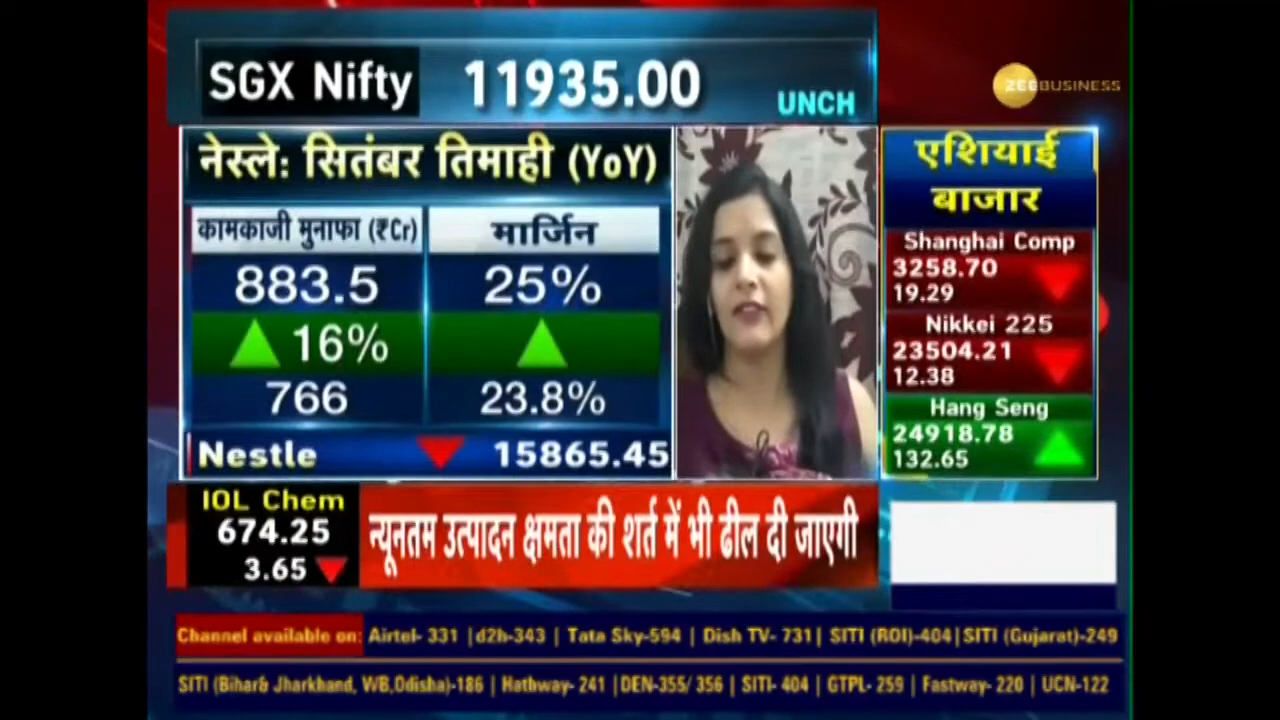 SGX Nifty 11935.00 UNCH
ZEEBUSINESS
नेस्ले: सितंबर तिमाही (YoY)
कामकाजी मुनाफा (₹Cr) मार्जिन
883.5 25%
16%
766 23.8%
Nestle 15865.45
एशियाई
बाजार
Shanghai Comp
3258.70
19.29
Nikkei 225
23504.21
12.38
Hang Seng
24918.78
132.65
IOL Chem
674.25
3.65
न्यूनतम उत्पादन क्षमता की शर्त में भी ढील दी जाएगी
Channel available on: Airtel- 331 |d2h-343 | Tata Sky-594 | Dish TV- 731| SITI (ROI)-404|SITI (Gujarat)-249
SITI (Bihar& Jharkhand, WB,Odisha)-186 | Hathway- 241 |DEN-355/ 356 | SITI- 404 | GTPL- 259 | Fastway- 220 | UCN-122